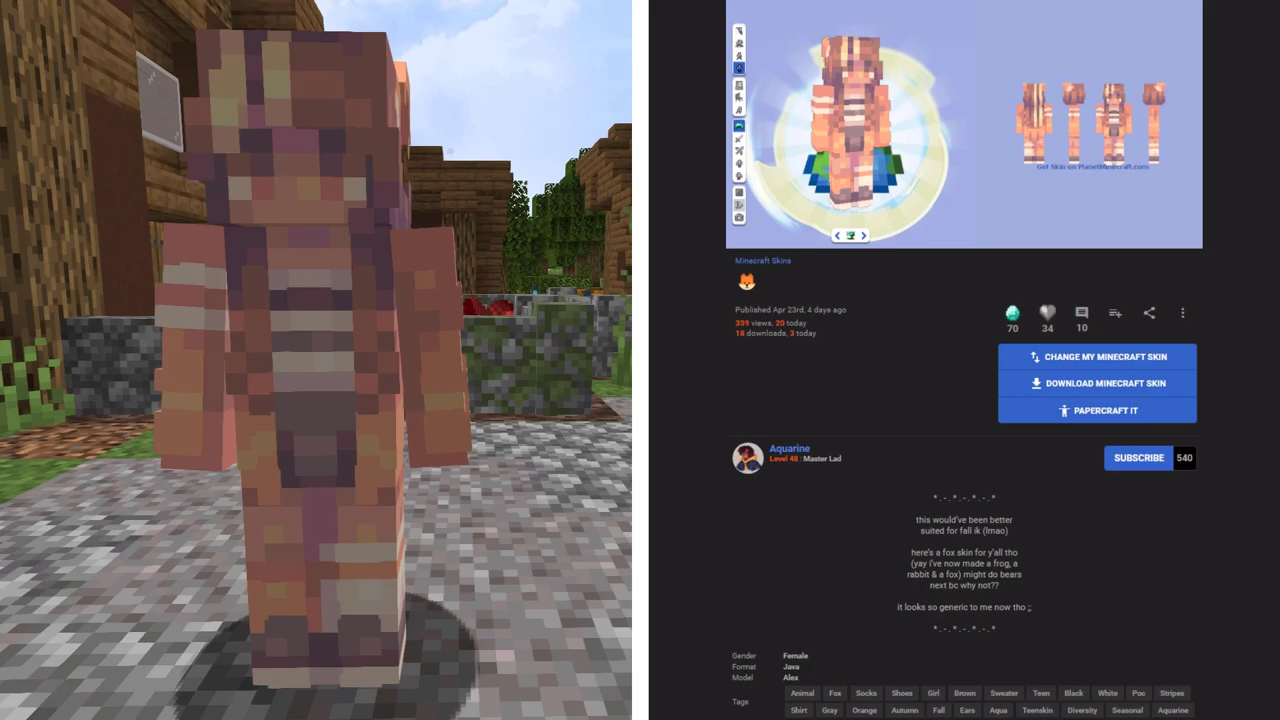 Get Skin on PlanetMinecraft.com
Minecraft Skins
Published Apr 23rd, 4 days ago
359 views, 20 today
18 downloads, 3 today
70
34
10
CHANGE MY MINECRAFT SKIN
DOWNLOAD MINECRAFT SKIN
PAPERCRAFT IT
Aquarine
Level 48 : Master Lad
SUBSCRIBE 540
* . - . * . - . * . - . *
this would've been better
suited for fall ik (lmao)
here's a fox skin for y'all tho
(yay i've now made a frog, a
rabbit & a fox) might do bears
next bc why not??
it looks so generic to me now tho ;;
* . - . * . - . * . - . *
Gender Female
Format Java
Model Alex
Tags
Animal Fox Socks Shoes Girl Brown Sweater Teen Black White Poc Stripes
Shirt Gray Orange Autumn Fall Ears Aqua Teenskin Diversity Seasonal Aquarine